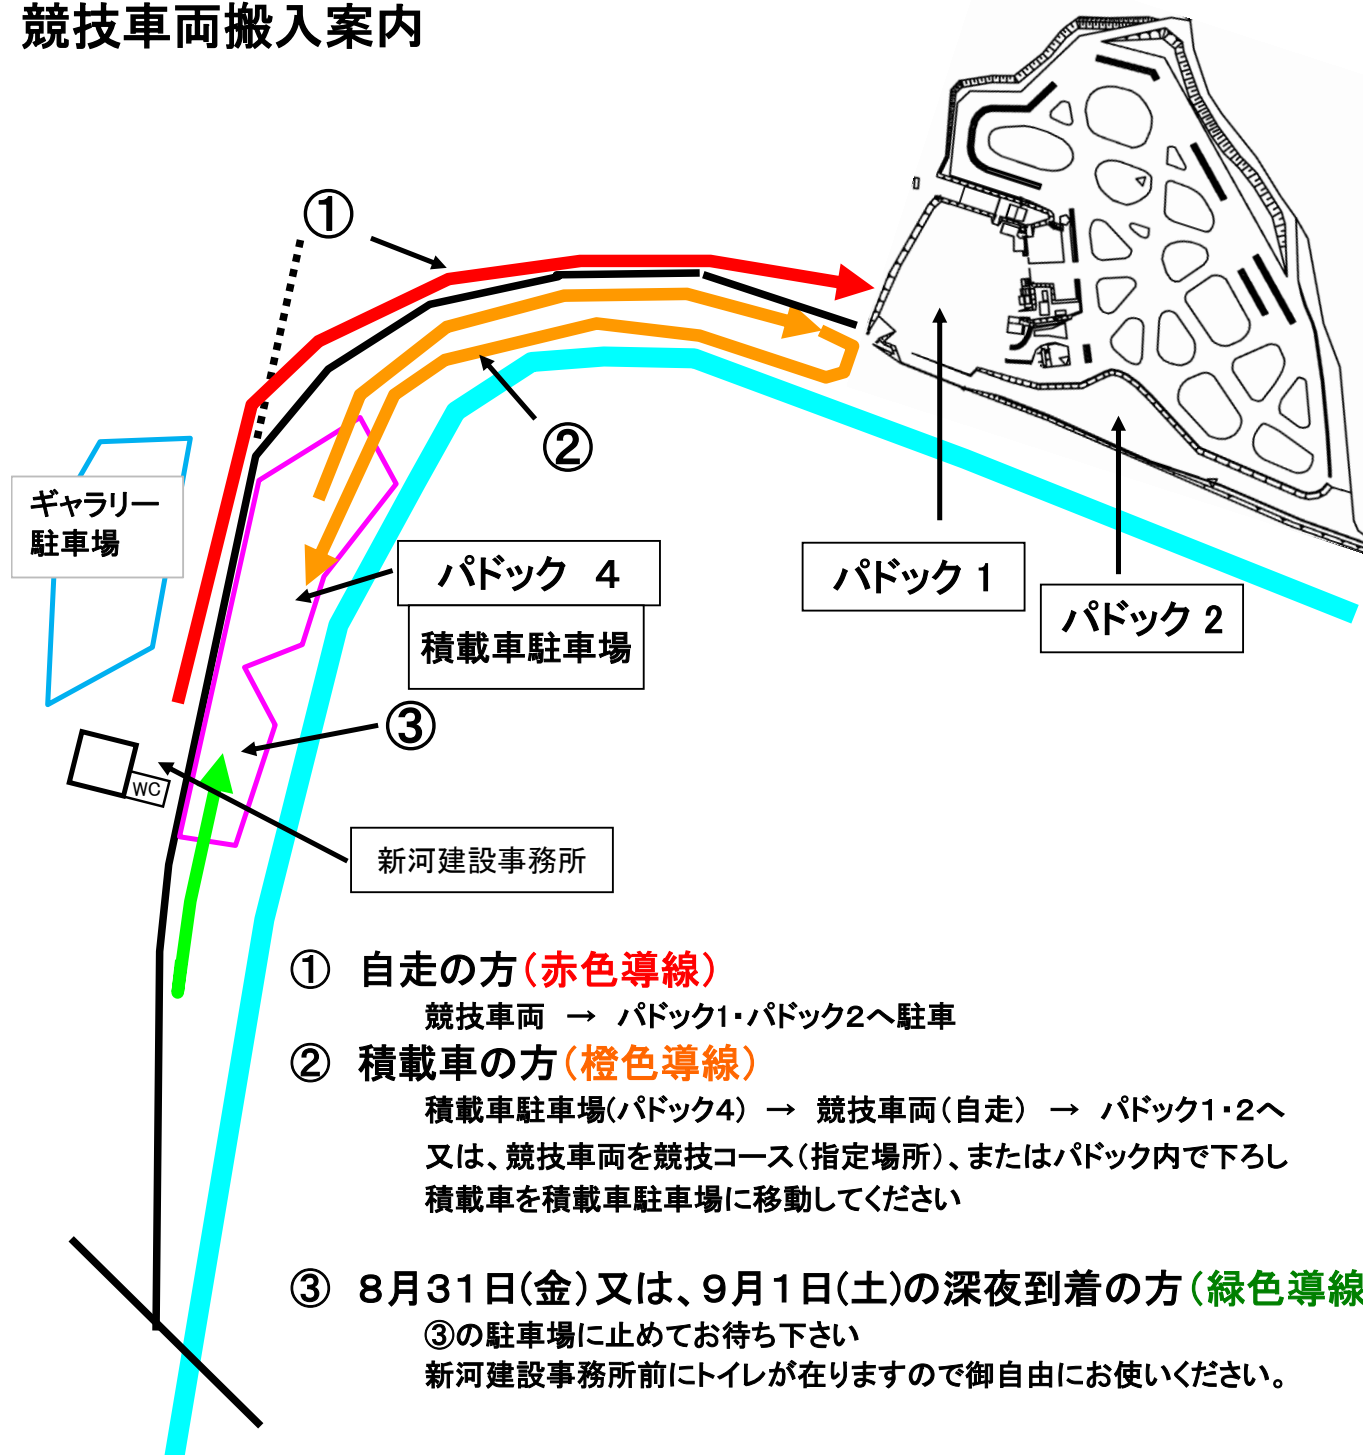 競技車両搬入案内
①
②
ギャラリー
駐車場
パドック　４
積載車駐車場
パドック 1
パドック 2
③
WC
新河建設事務所
①　自走の方（赤色導線）
競技車両　→　パドック1・パドック２へ駐車
②　積載車の方（橙色導線）
積載車駐車場(パドック４)　→　競技車両（自走）　→　パドック１・２へ
又は、競技車両を競技コース（指定場所）、またはパドック内で下ろし
積載車を積載車駐車場に移動してください
③　８月３１日(金）又は、９月１日(土)の深夜到着の方（緑色導線
③の駐車場に止めてお待ち下さい
新河建設事務所前にトイレが在りますので御自由にお使いください。